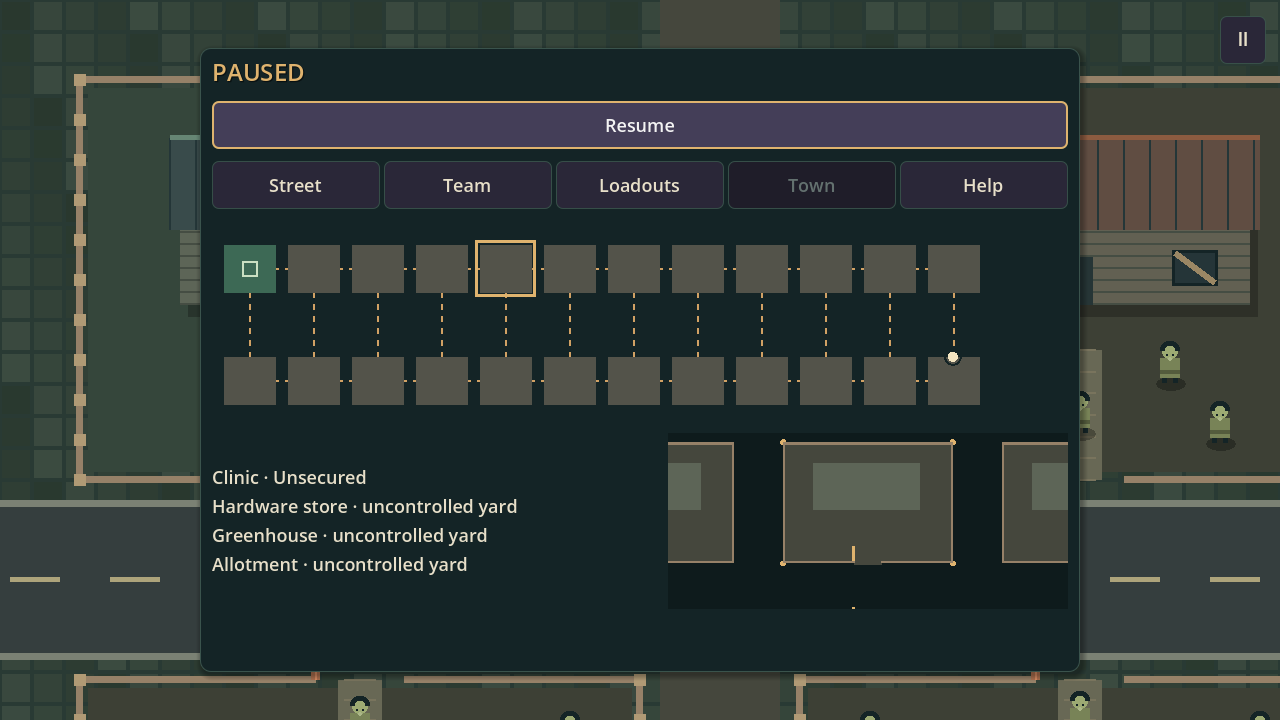 PAUSED
Resume
Street
Team
Loadouts
Town
Help
Clinic · Unsecured
Hardware store · uncontrolled yard
Greenhouse · uncontrolled yard
Allotment · uncontrolled yard